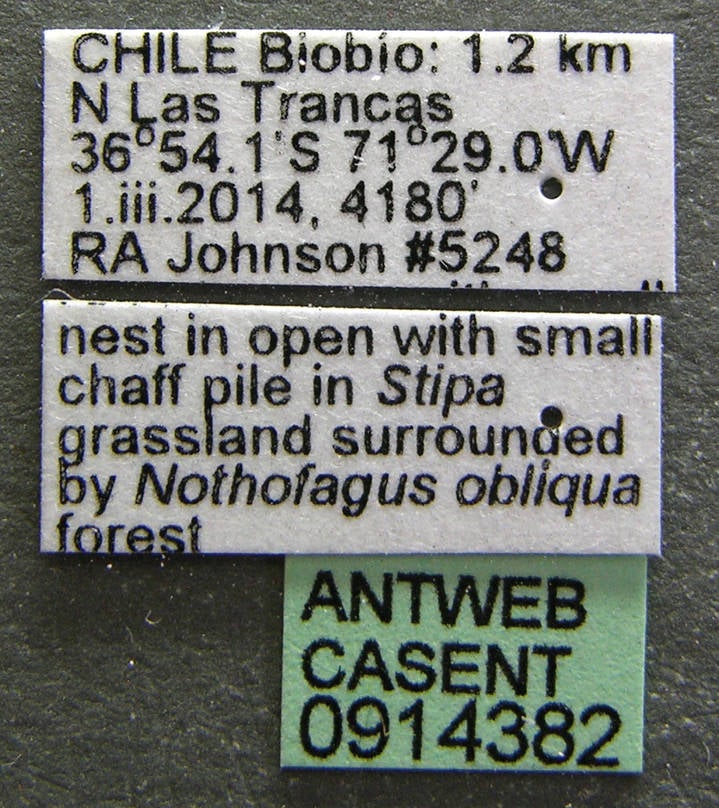 CHILE Biobío: 1.2 km
N Las Trancas
36°54.1'S 71°29.0'W
1.iii.2014, 4180'
RA Johnson #5248
nest in open with small
chaff pile in Stipa
grassland surrounded
by Nothofagus obliqua
forest
ANTWEB
CASENT
0914382